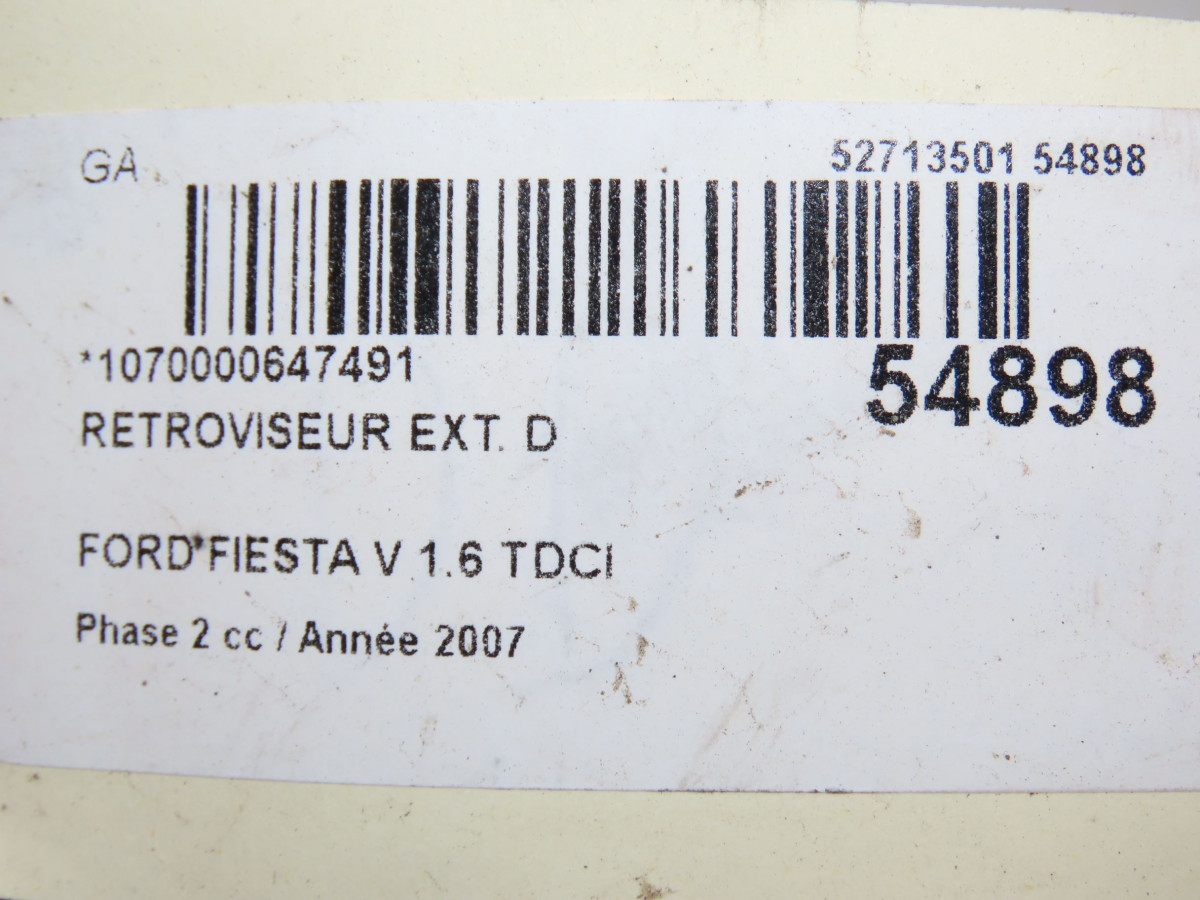 GA
52713501 54898
*1070000647491
54898
RETROVISEUR EXT. D
FORD FIESTA V 1.6 TDCI
Phase 2 cc / Année 2007